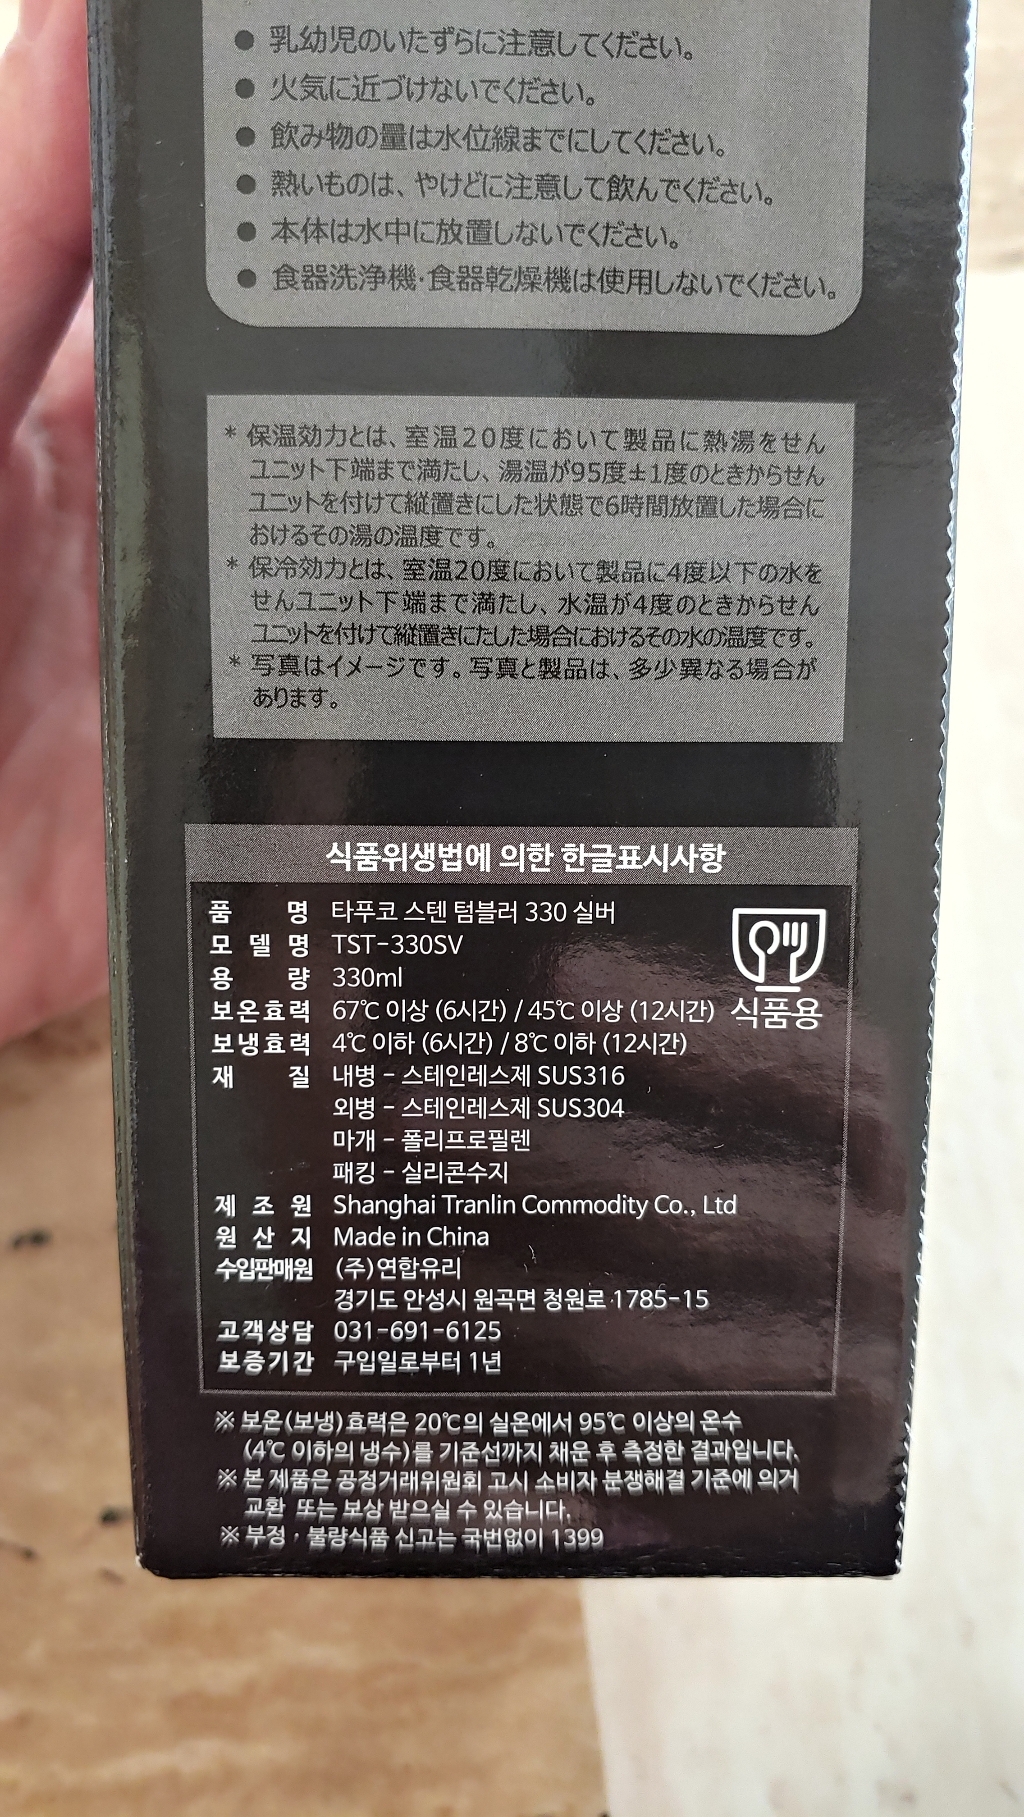 ● 乳幼児のいたずらに注意してください。
● 火気に近づけないでください。
● 飲み物の量は水位線までにしてください。
● 熱いものは、やけどに注意して飲んでください。
● 本体は水中に放置しないでください。
● 食器洗浄機·食器乾燥機は使用しないでください。
* 保温効力とは、室温20度において製品に熱湯をせん
ユニット下端まで満たし、湯温が95度±1度のときからせん
ユニットを付けて縦置きにした状態で6時間放置した場合に
おけるその湯の温度です。
* 保冷効力とは、室温20度において製品に4度以下の水を
せんユニット下端まで満たし、水温が4度のときからせん
ユニットを付けて縦置きにたした場合におけるその水の温度です。
* 写真はイメージです。写真と製品は、多少異なる場合が
あります。
식품위생법에 의한 한글표시사항
품 명 타푸코 스텐 텀블러 330 실버
모 델 명 TST-330SV
용 량 330ml
보온효력 67℃ 이상 (6시간) / 45℃ 이상 (12시간)
식품용
보냉효력 4℃ 이하 (6시간) / 8℃ 이하 (12시간)
재 질 내병 - 스테인레스제 SUS316
외병 - 스테인레스제 SUS304
마개 - 폴리프로필렌
패킹 - 실리콘수지
제 조 원 Shanghai Tranlin Commodity Co., Ltd
원 산 지 Made in China
수입판매원 (주)연합유리
경기도 안성시 원곡면 청원로 1785-15
고객상담 031-691-6125
보증기간 구입일로부터 1년
※ 보온(보냉)효력은 20℃의 실온에서 95℃ 이상의 온수
(4℃ 이하의 냉수)를 기준선까지 채운 후 측정한 결과입니다.
※ 본 제품은 공정거래위원회 고시 소비자 분쟁해결 기준에 의거
교환 또는 보상 받으실 수 있습니다.
※ 부정 · 불량식품 신고는 국번없이 1399